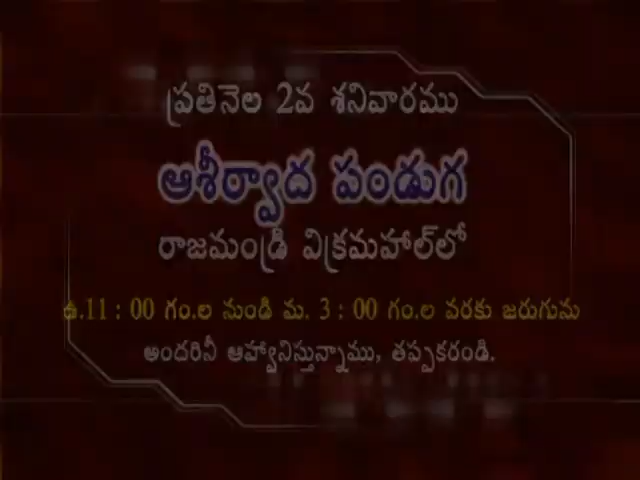 ప్రతినెల 2వ శనివారము
ఆశీర్వాద పండుగ
రాజమండ్రి విక్రమహాల్‌లో
ఉ.11 : 00 గం.ల నుండి మ. 3 : 00 గం.ల వరకు జరుగును
అందరినీ ఆహ్వానిస్తున్నాము, తప్పకరండి.